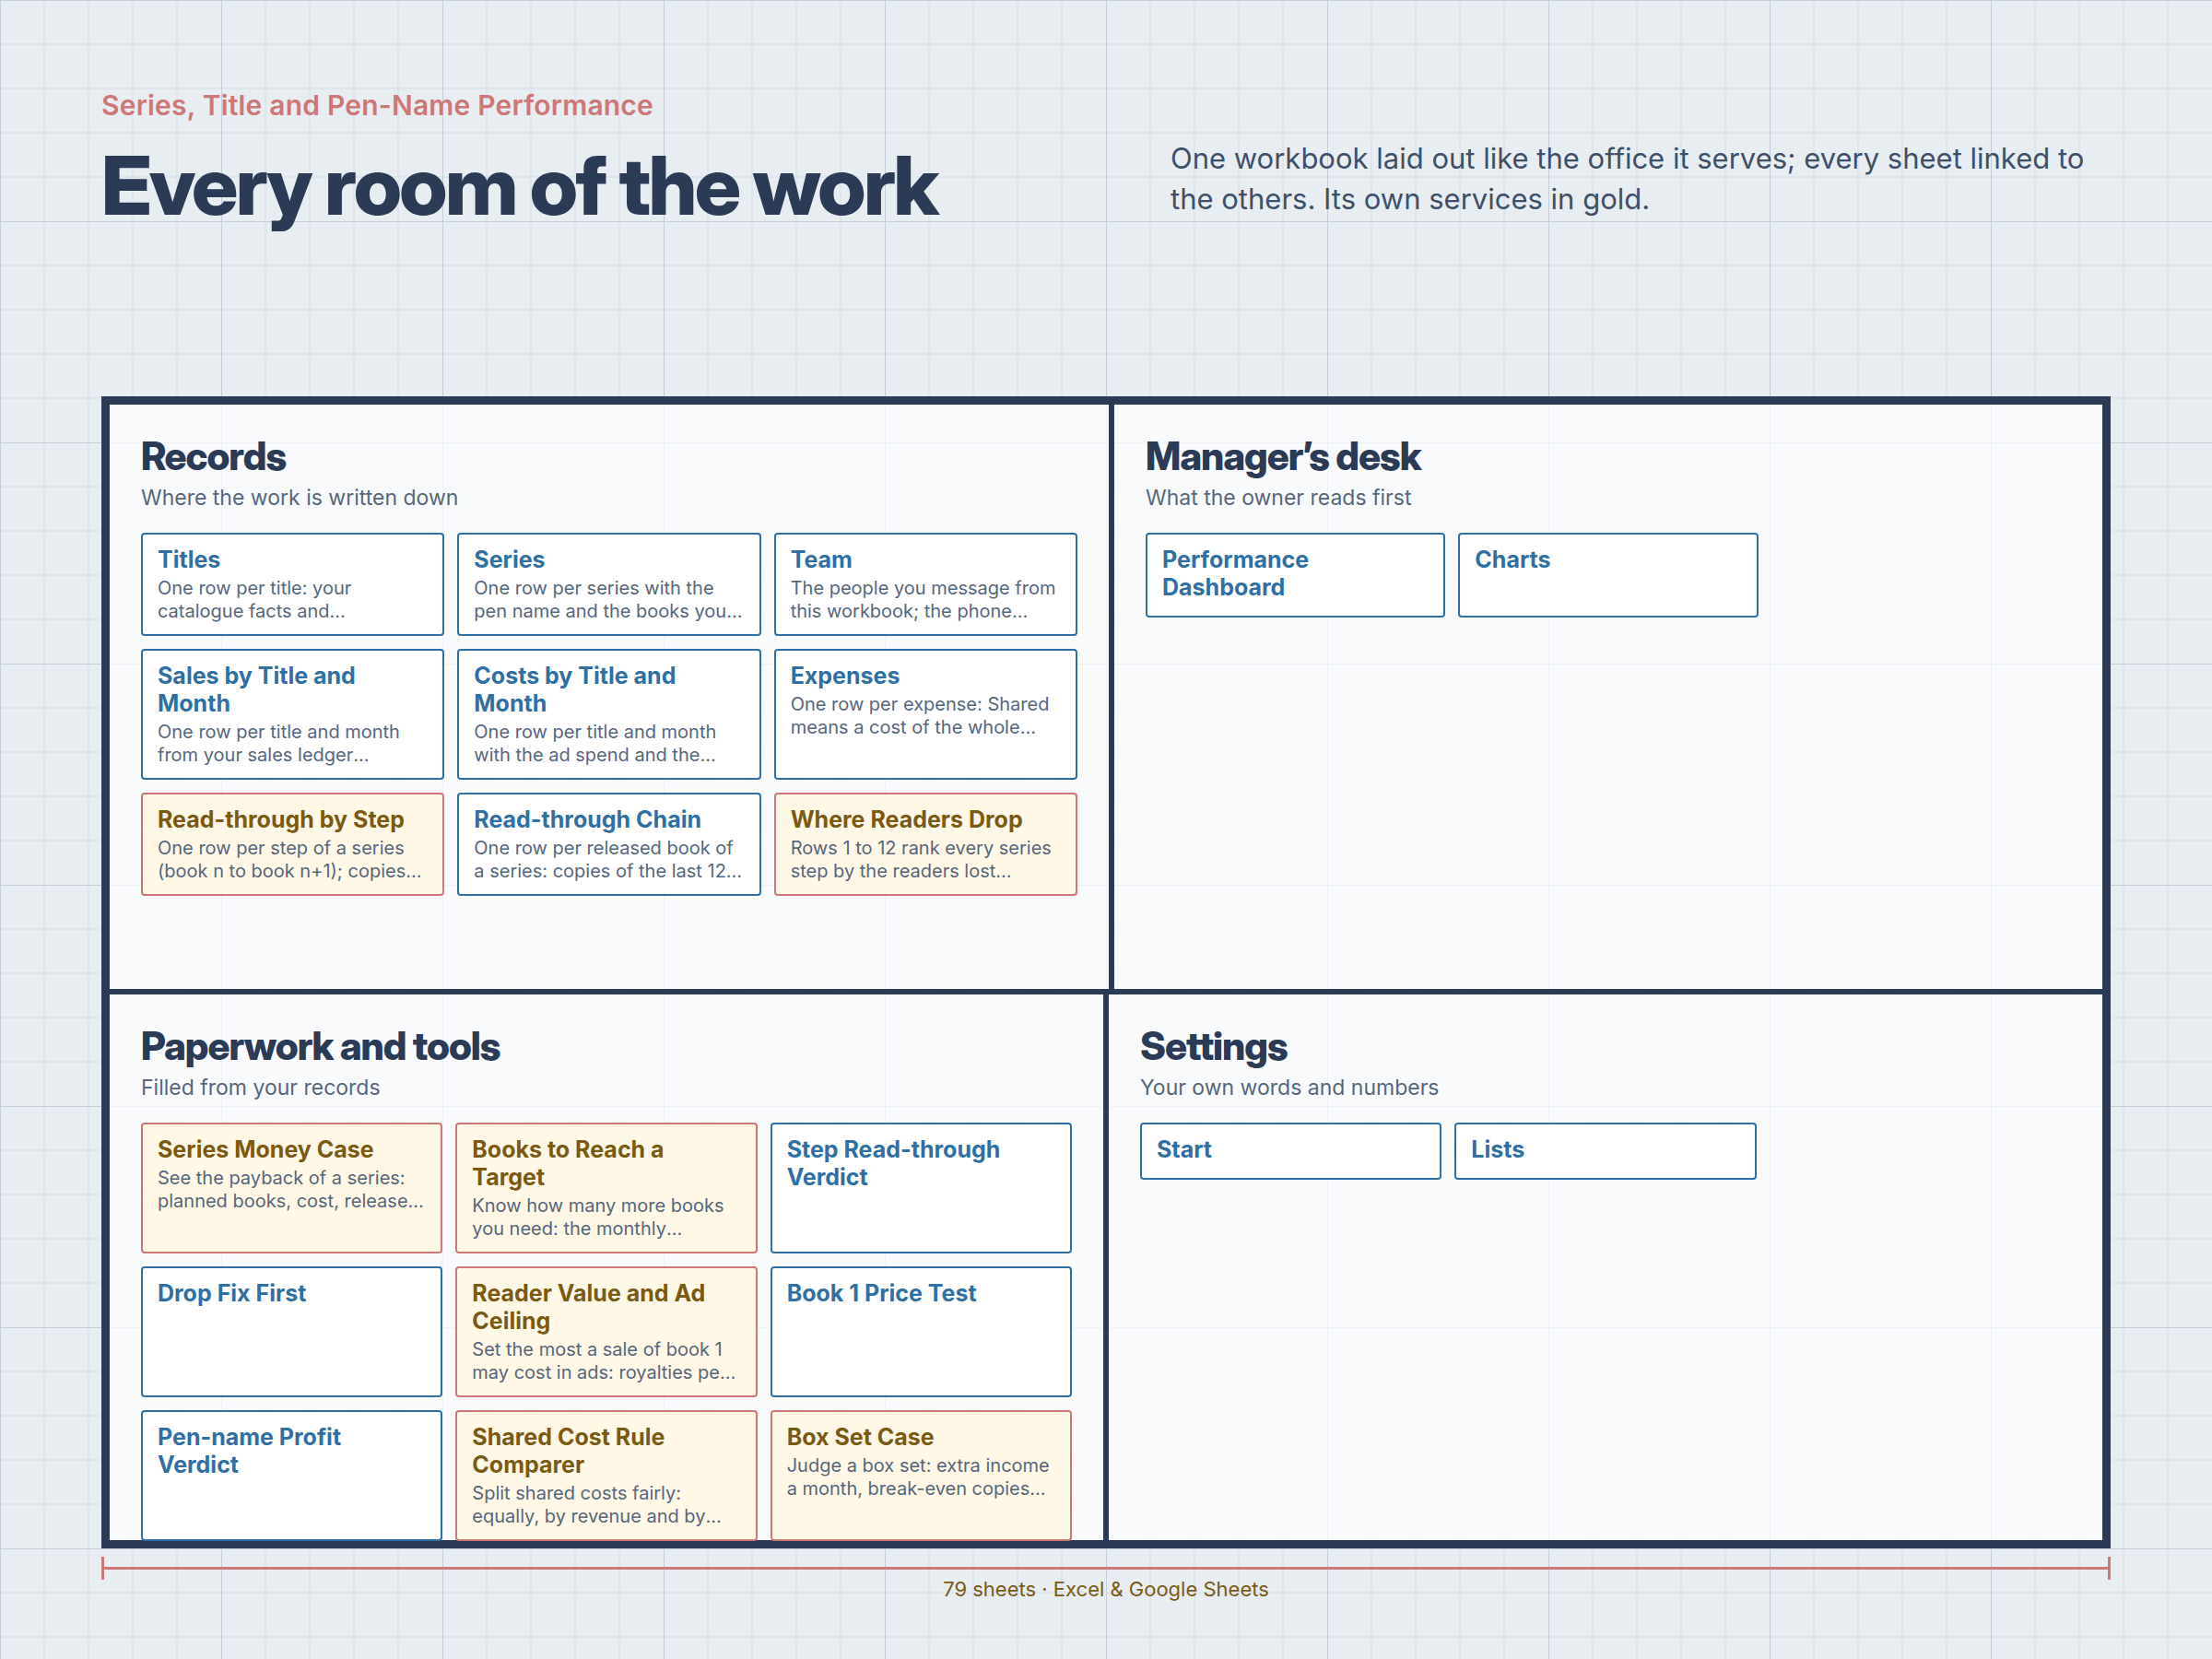 Series, Title and Pen-Name Performance
Every room of the work
One workbook laid out like the office it serves; every sheet linked to
the others. Its own services in gold.
Records
Where the work is written down
Titles
One row per title: your
catalogue facts and...
Series
One row per series with the
pen name and the books you...
Team
The people you message from
this workbook; the phone...
Sales by Title and
Month
One row per title and month
from your sales ledger...
Costs by Title and
Month
One row per title and month
with the ad spend and the...
Expenses
One row per expense: Shared
means a cost of the whole...
Read-through by Step
One row per step of a series
(book n to book n+1); copies...
Read-through Chain
One row per released book of
a series: copies of the last 12...
Where Readers Drop
Rows 1 to 12 rank every series
step by the readers lost...
Manager’s desk
What the owner reads first
Performance
Dashboard
Charts
Paperwork and tools
Filled from your records
Series Money Case
See the payback of a series:
planned books, cost, release...
Books to Reach a
Target
Know how many more books
you need: the monthly...
Step Read-through
Verdict
Drop Fix First
Reader Value and Ad
Ceiling
Set the most a sale of book 1
may cost in ads: royalties pe...
Book 1 Price Test
Pen-name Profit
Verdict
Shared Cost Rule
Comparer
Split shared costs fairly:
equally, by revenue and by...
Box Set Case
Judge a box set: extra income
a month, break-even copies...
Settings
Your own words and numbers
Start
Lists
79 sheets · Excel & Google Sheets